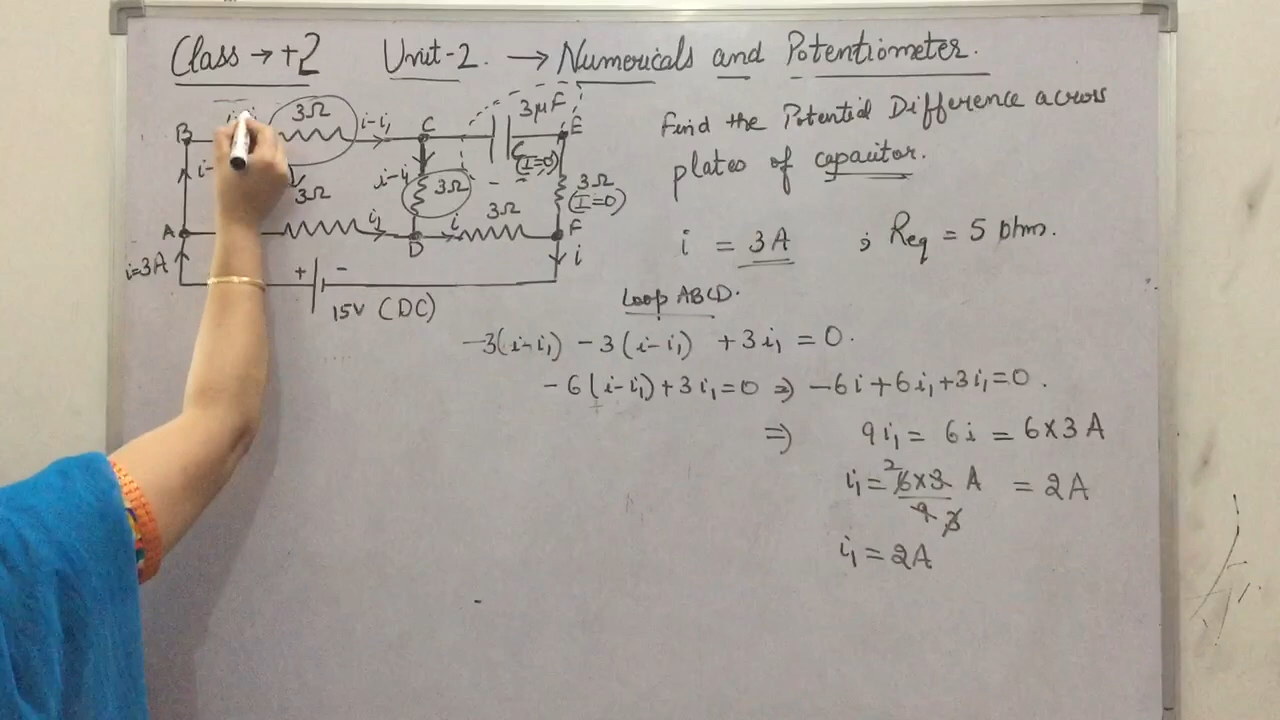 Class → +2 Unit-2. → Numericals and Potentiometer.
Find the Potential Difference across
plates of capacitor.
i = 3A ; Req = 5 ohm.
B 3Ω i-i₁ C 3μF E
C
(I=0)
3Ω i-i₁ 3Ω 3Ω
(I=0)
A i₁ D i 3Ω F
i=3A + - i
15V (DC)
Loop ABCD.
-3(i-i₁) - 3(i-i₁) + 3i₁ = 0.
-6(i-i₁)+3i₁=0 ⇒ -6i+6i₁+3i₁=0.
⇒ 9i₁ = 6i = 6×3 A
i₁ = 6×3/9 A = 2A
i₁ = 2A